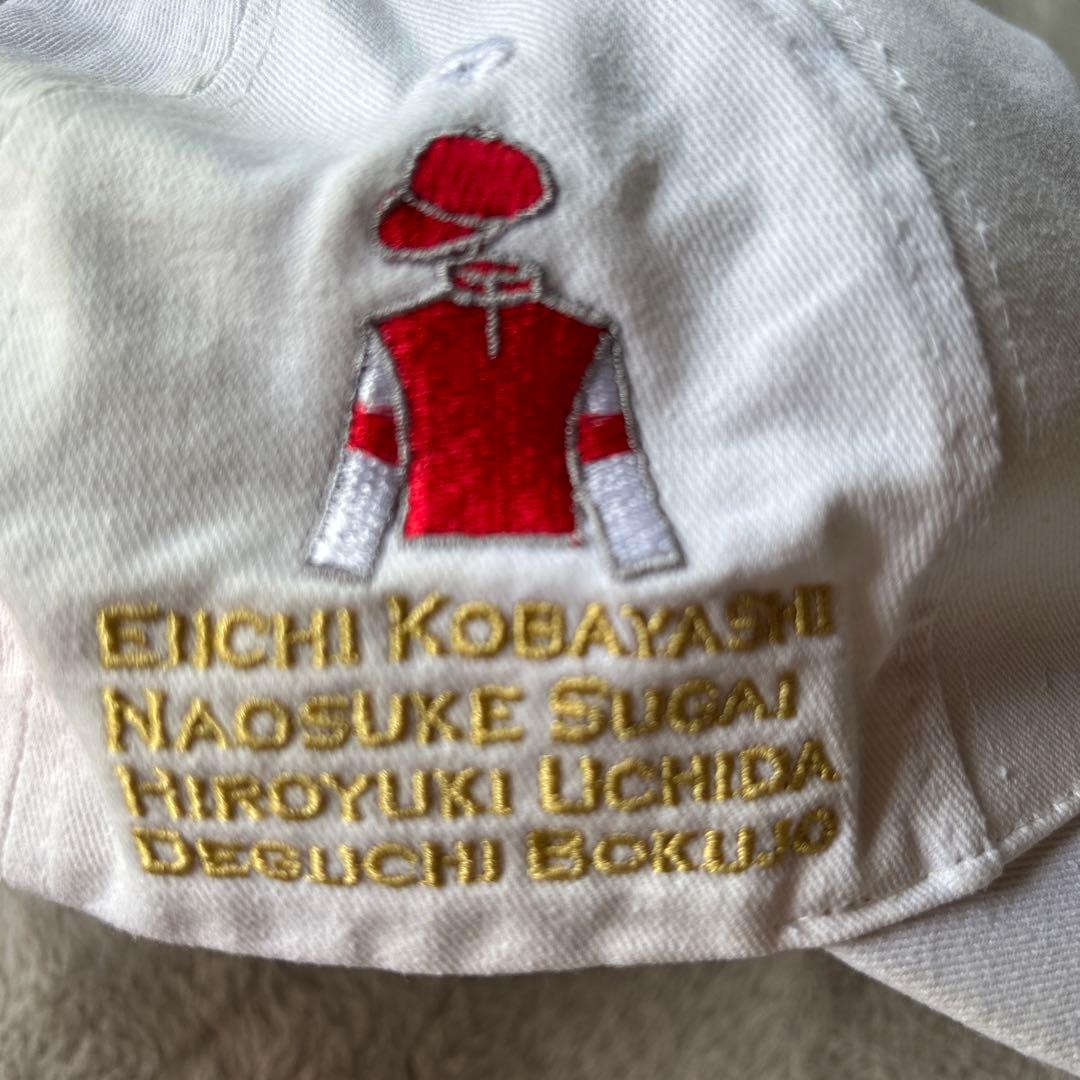 EIICHI KOBAYASHI
NAOSUKE SUGAI
HIROYUKI UCHIDA
DEGUCHI BOKUJO